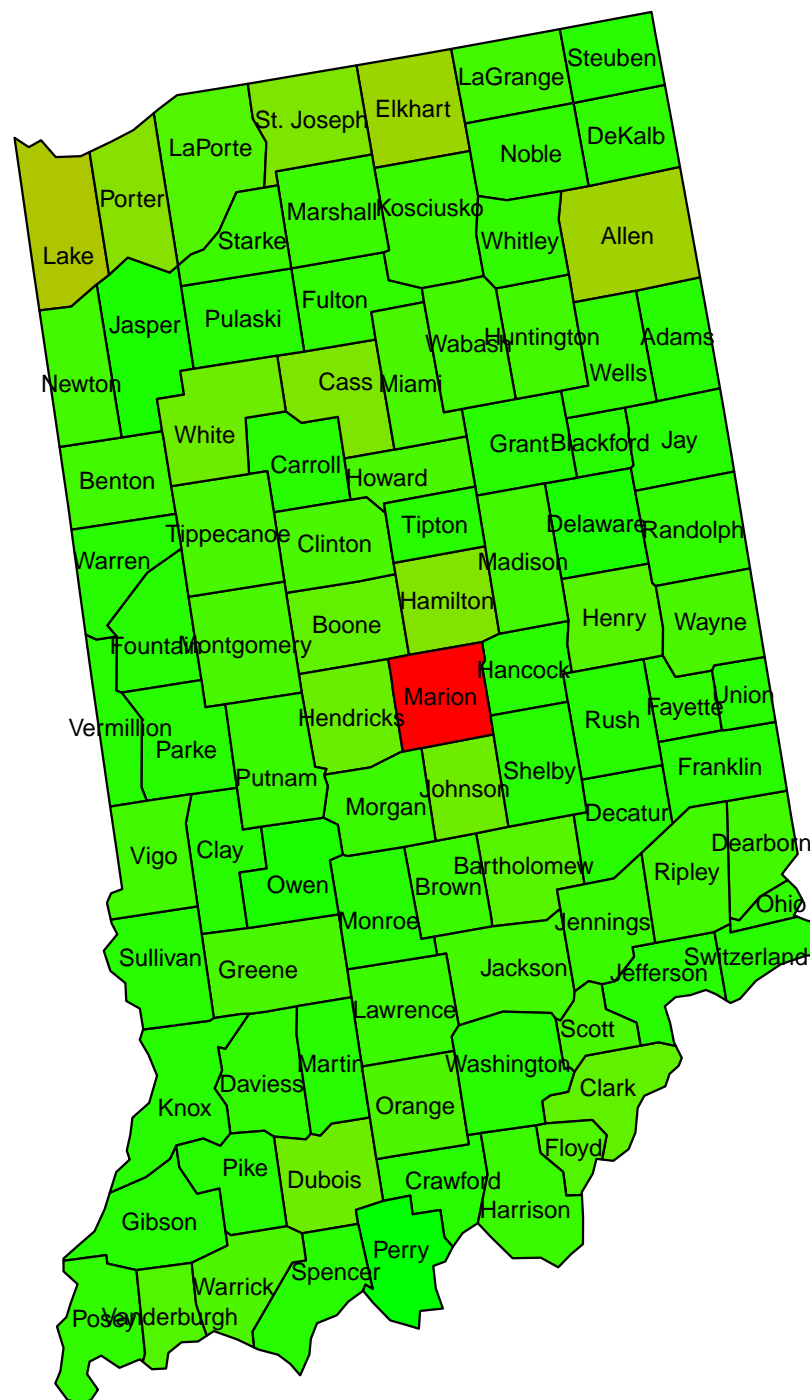 Steuben
LaGrange
Elkhart
St. Joseph
LaPorte
DeKalb
Noble
Porter
Kosciusko
Marshall
Whitley
Allen
Starke
Lake
Fulton
Pulaski
Jasper
Huntington
Wabash
Adams
Wells
Newton
Cass
Miami
White
Grant
Blackford
Jay
Carroll
Howard
Benton
Tipton
Delaware
Randolph
Tippecanoe
Clinton
Madison
Warren
Hamilton
Henry
Wayne
Boone
Fountain
Montgomery
Hancock
Marion
Union
Fayette
Hendricks
Rush
Vermillion
Parke
Franklin
Shelby
Putnam
Johnson
Morgan
Decatur
Dearborn
Clay
Vigo
Bartholomew
Ripley
Owen
Brown
Ohio
Monroe
Jennings
Sullivan
Switzerland
Greene
Jackson
Jefferson
Lawrence
Scott
Martin
Washington
Daviess
Clark
Knox
Orange
Floyd
Pike
Dubois
Crawford
Harrison
Gibson
Perry
Spencer
Warrick
Posey
Vanderburgh